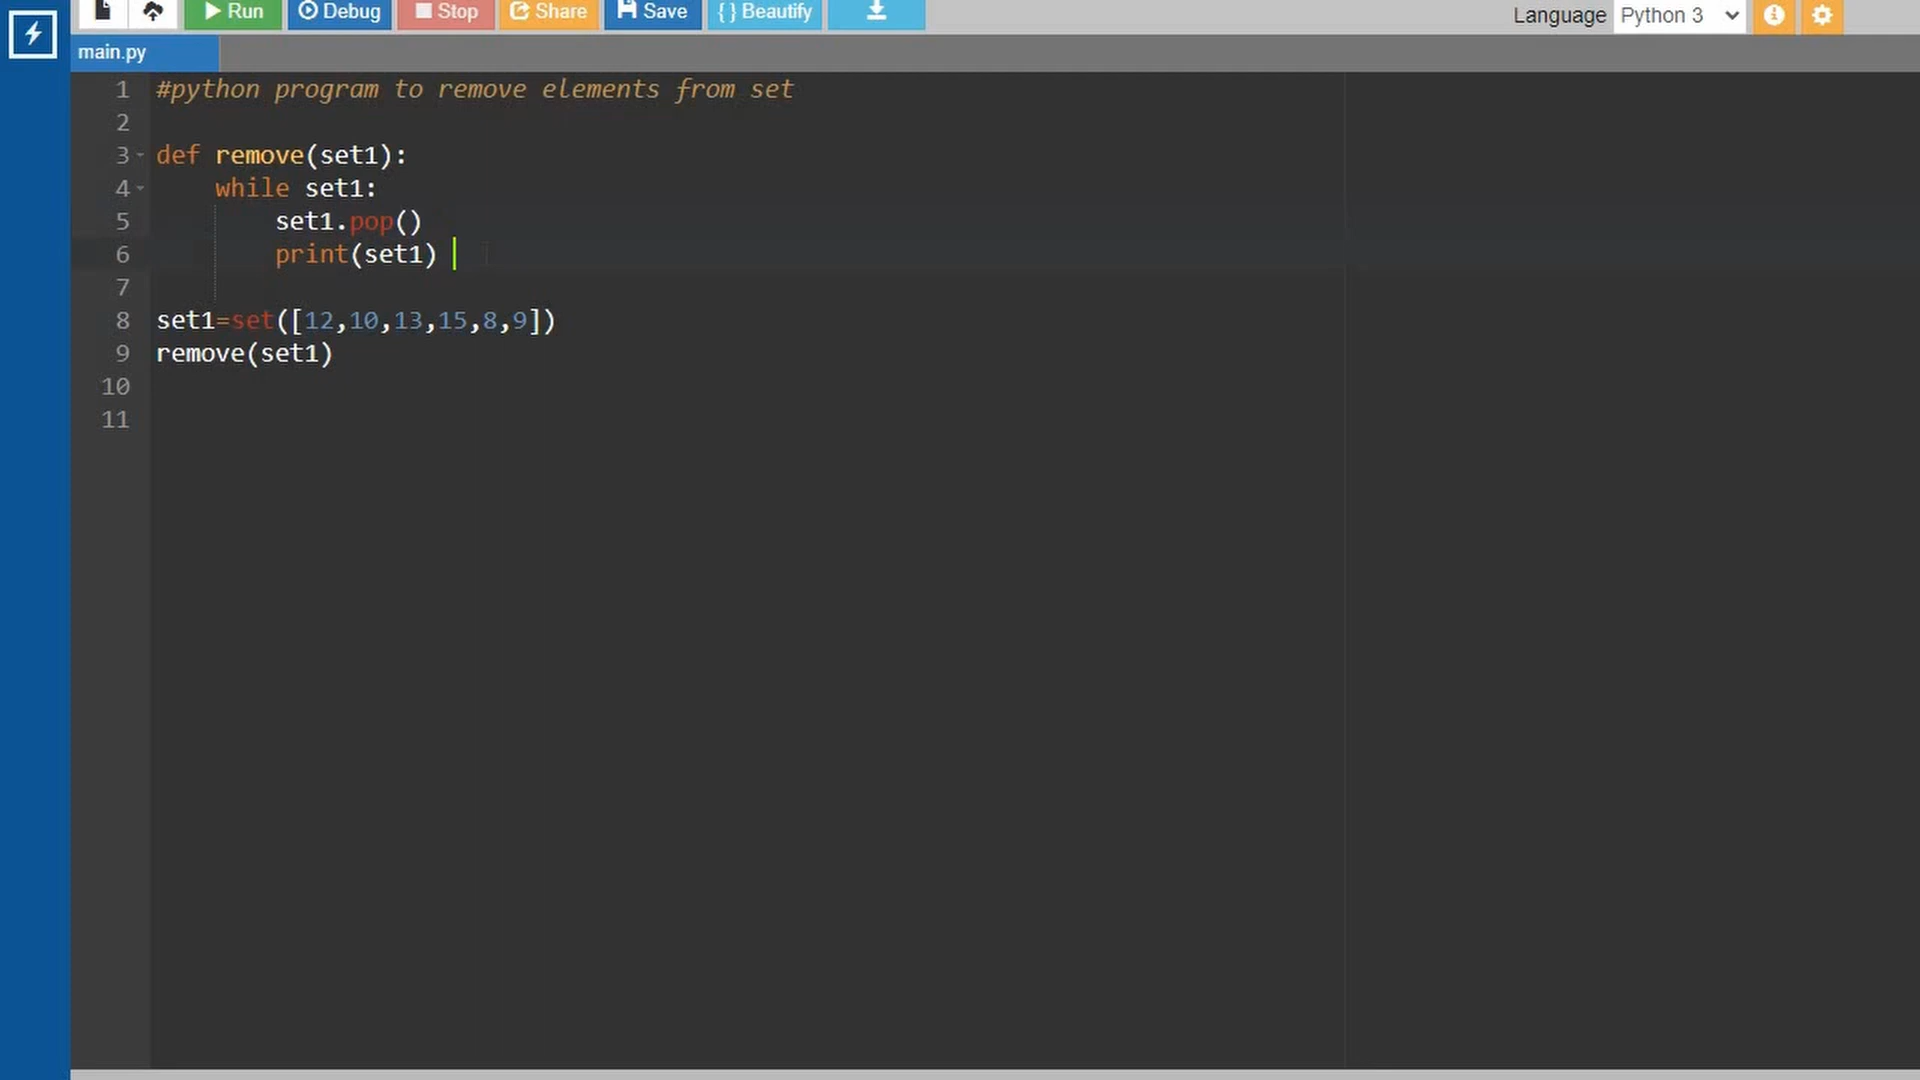 Run Debug Stop Share Save { } Beautify Language Python 3
main.py
1 #python program to remove elements from set
2
3 def remove(set1):
4     while set1:
5         set1.pop()
6         print(set1)
7
8 set1=set([12,10,13,15,8,9])
9 remove(set1)
10
11